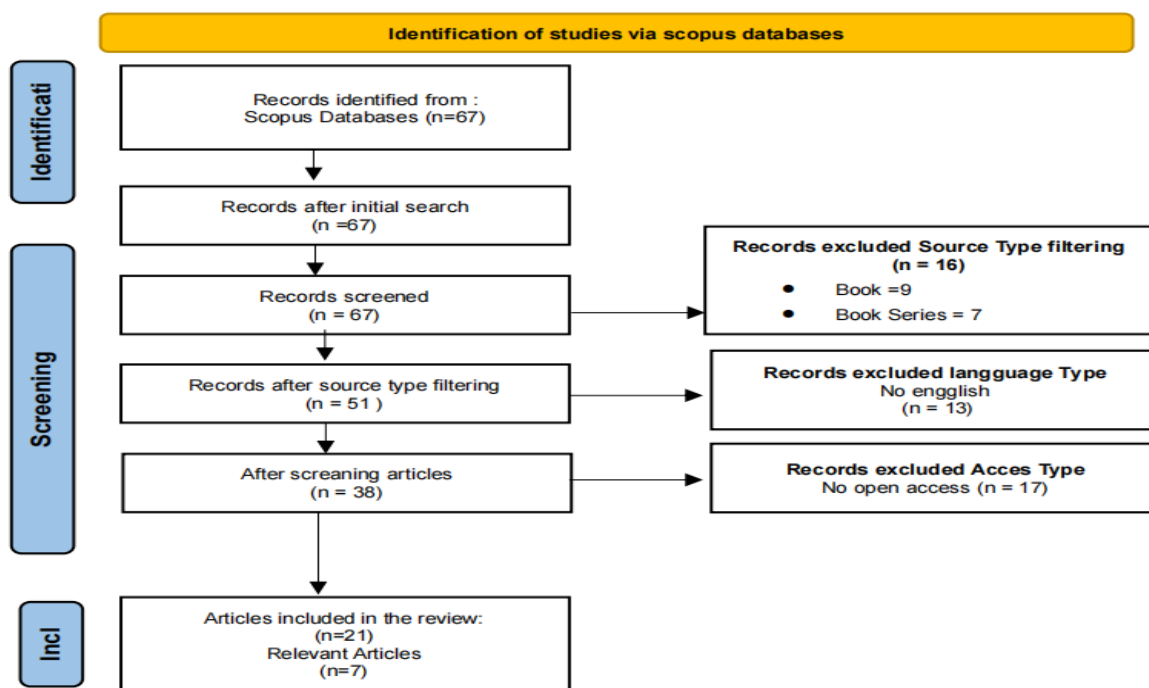 Identification of studies via scopus databases
Identificati
Records identified from :
Scopus Databases (n=67)
Records after initial search
(n =67)
Screening
Records screened
(n = 67)
Records excluded Source Type filtering
(n = 16)
● Book =9
● Book Series = 7
Records after source type filtering
(n = 51 )
Records excluded langguage Type
No engglish
(n = 13)
After screaning articles
(n = 38)
Records excluded Acces Type
No open access (n = 17)
Incl
Articles included in the review:
(n=21)
Relevant Articles
(n=7)